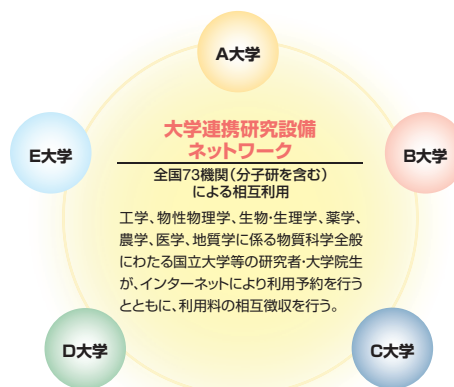 A大学
大学連携研究設備
ネットワーク
E大学
B大学
全国73機関（分子研を含む）
による相互利用
工学、物性物理学、生物・生理学、薬学、
農学、医学、地質学に係る物質科学全般
にわたる国立大学等の研究者・大学院生
が、インターネットにより利用予約を行う
とともに、利用料の相互徴収を行う。
D大学
C大学